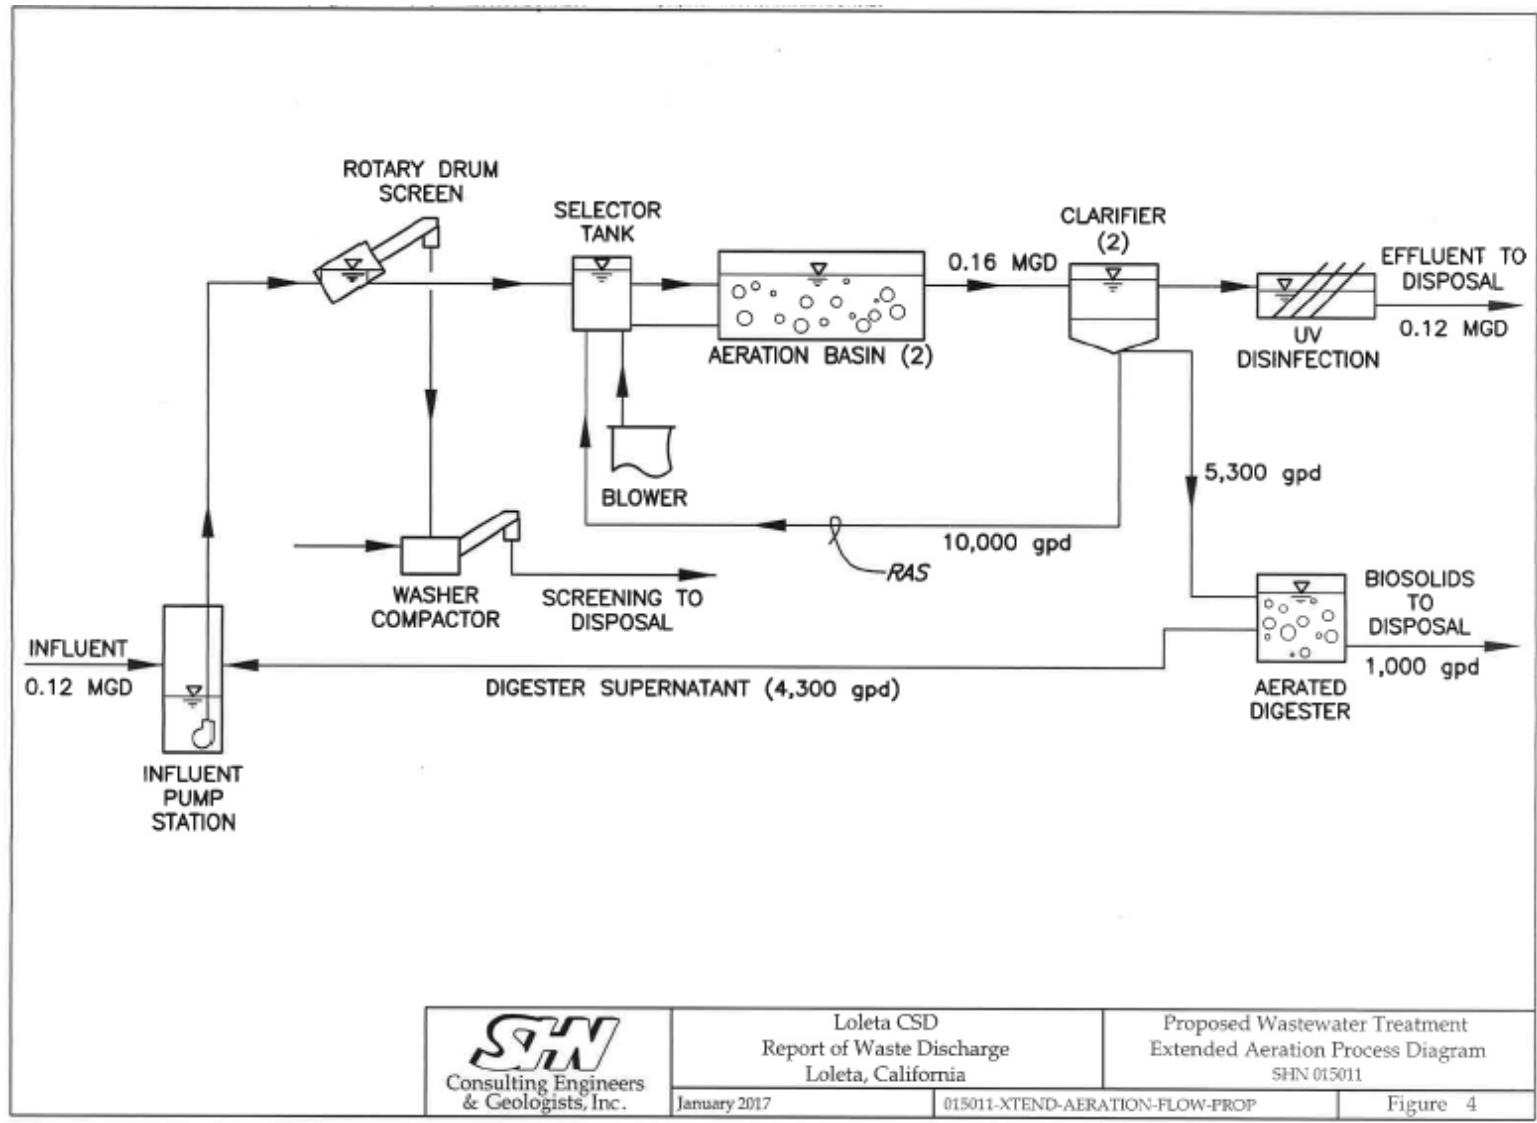 ROTARY DRUM
SCREEN
SELECTOR
TANK
CLARIFIER
(2)
0.16 MGD
EFFLUENT TO
DISPOSAL
0.12 MGD
UV
DISINFECTION
AERATION BASIN (2)
BLOWER
5,300 gpd
10,000 gpd
RAS
WASHER
COMPACTOR
SCREENING TO
DISPOSAL
BIOSOLIDS
TO
DISPOSAL
1,000 gpd
INFLUENT
0.12 MGD
DIGESTER SUPERNATANT (4,300 gpd)
AERATED
DIGESTER
INFLUENT
PUMP
STATION
SHN
Consulting Engineers
& Geologists, Inc.
Loleta CSD
Report of Waste Discharge
Loleta, California
Proposed Wastewater Treatment
Extended Aeration Process Diagram
SHN 015011
January 2017
015011-XTEND-AERATION-FLOW-PROP
Figure 4